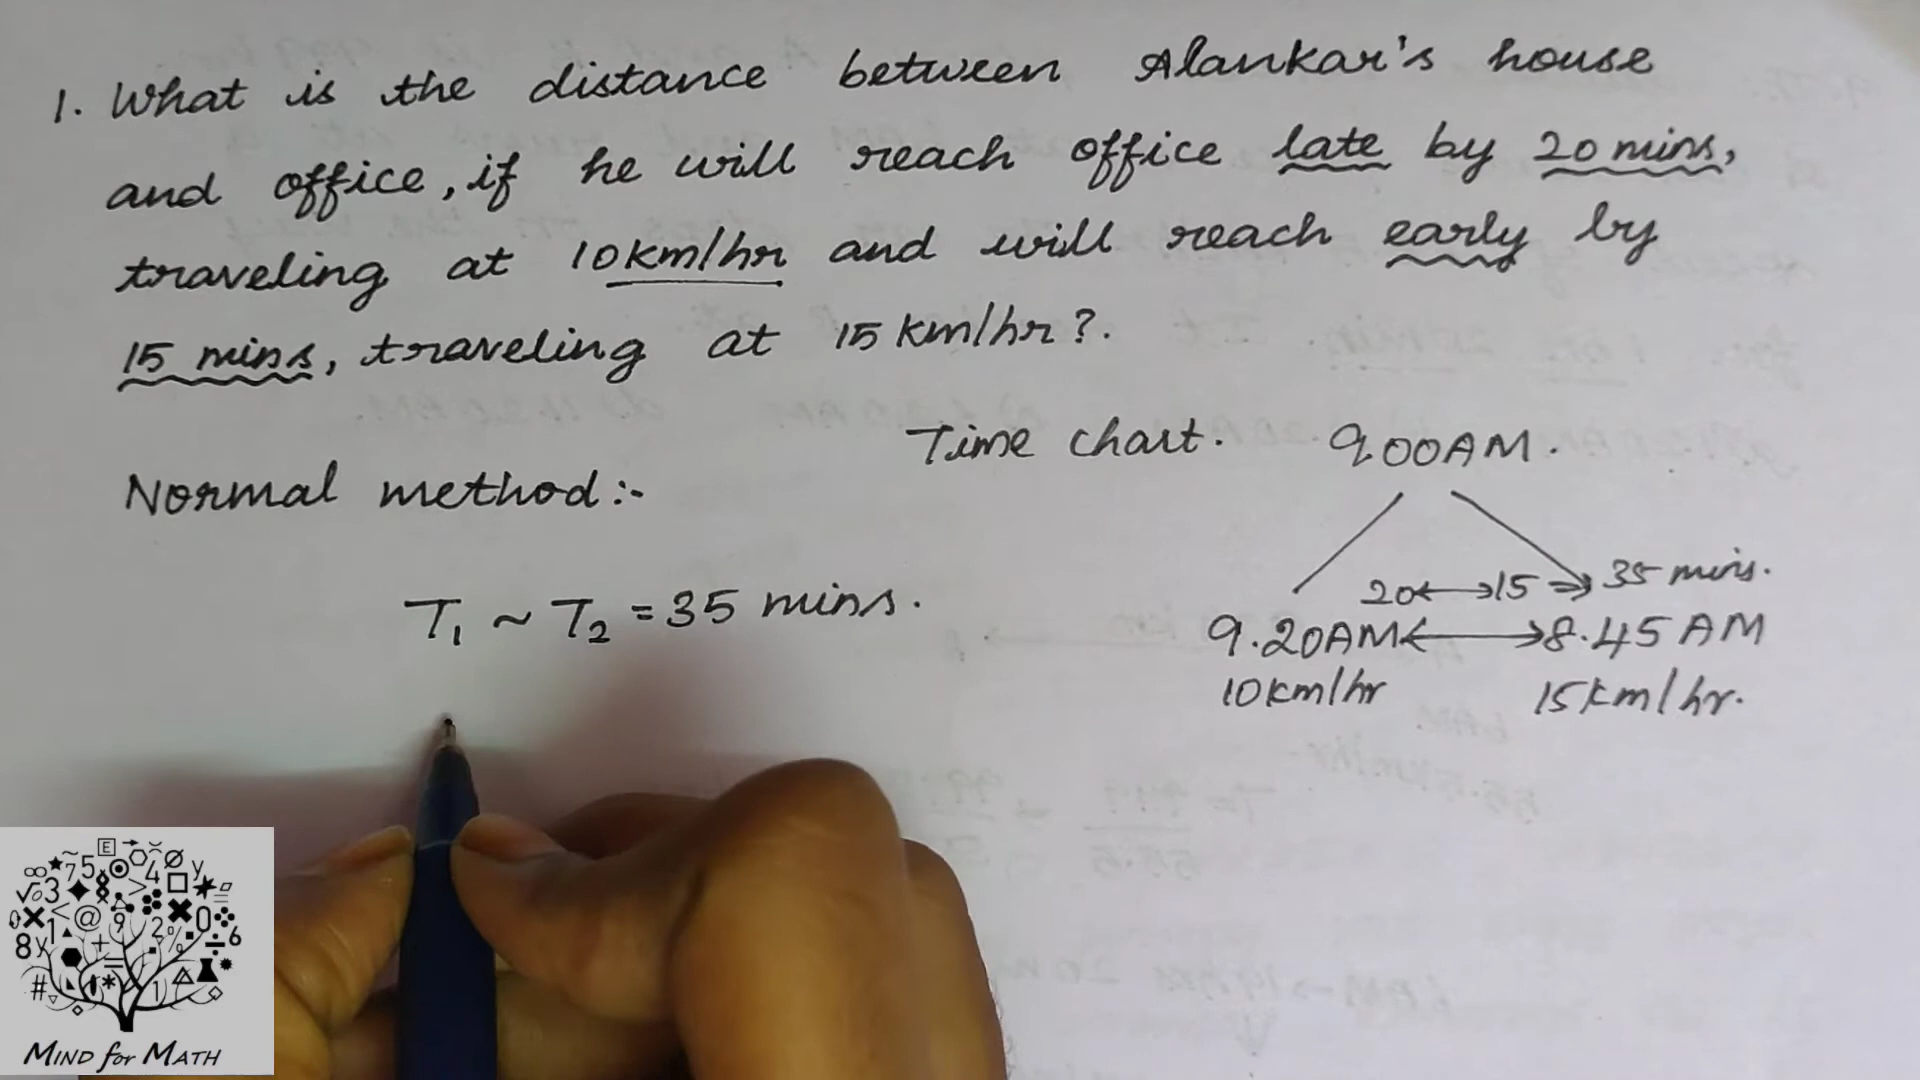 1. What is the distance between Alankar's house
and office, if he will reach office late by 20 mins,
traveling at 10km/hr and will reach early by
15 mins, traveling at 15 km/hr?.
Time chart. 9.00AM.
Normal method:-
20↔15 → 35 mins.
T1 ~ T2 = 35 mins.
9.20AM ↔ 8.45 AM
10km/hr 15km/hr.
MIND for MATH